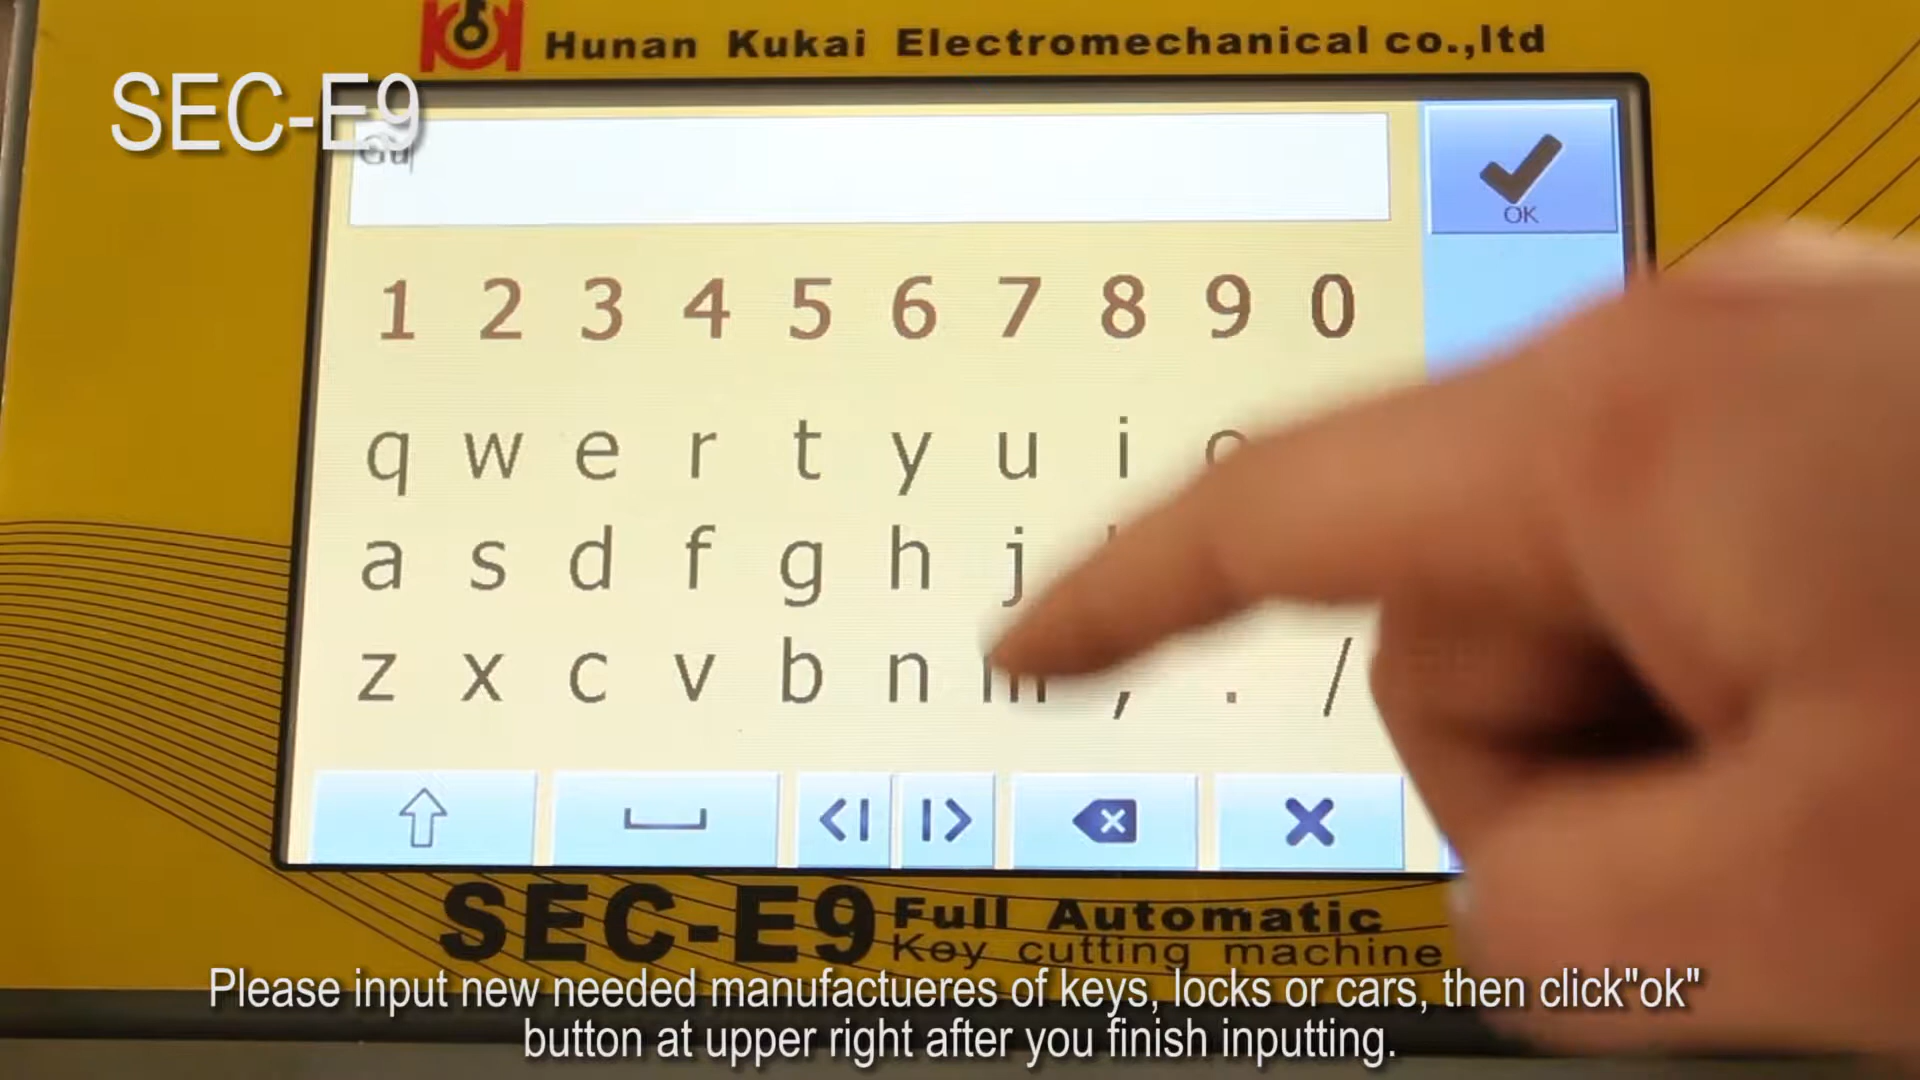 Hunan Kukai Electromechanical co.,ltd
SEC-E9
Gu
OK
1 2 3 4 5 6 7 8 9 0
q w e r t y u i o
a s d f g h j
z x c v b n m , . /
SEC-E9 Full Automatic
Key cutting machine
Please input new needed manufactueres of keys, locks or cars, then click"ok"
button at upper right after you finish inputting.